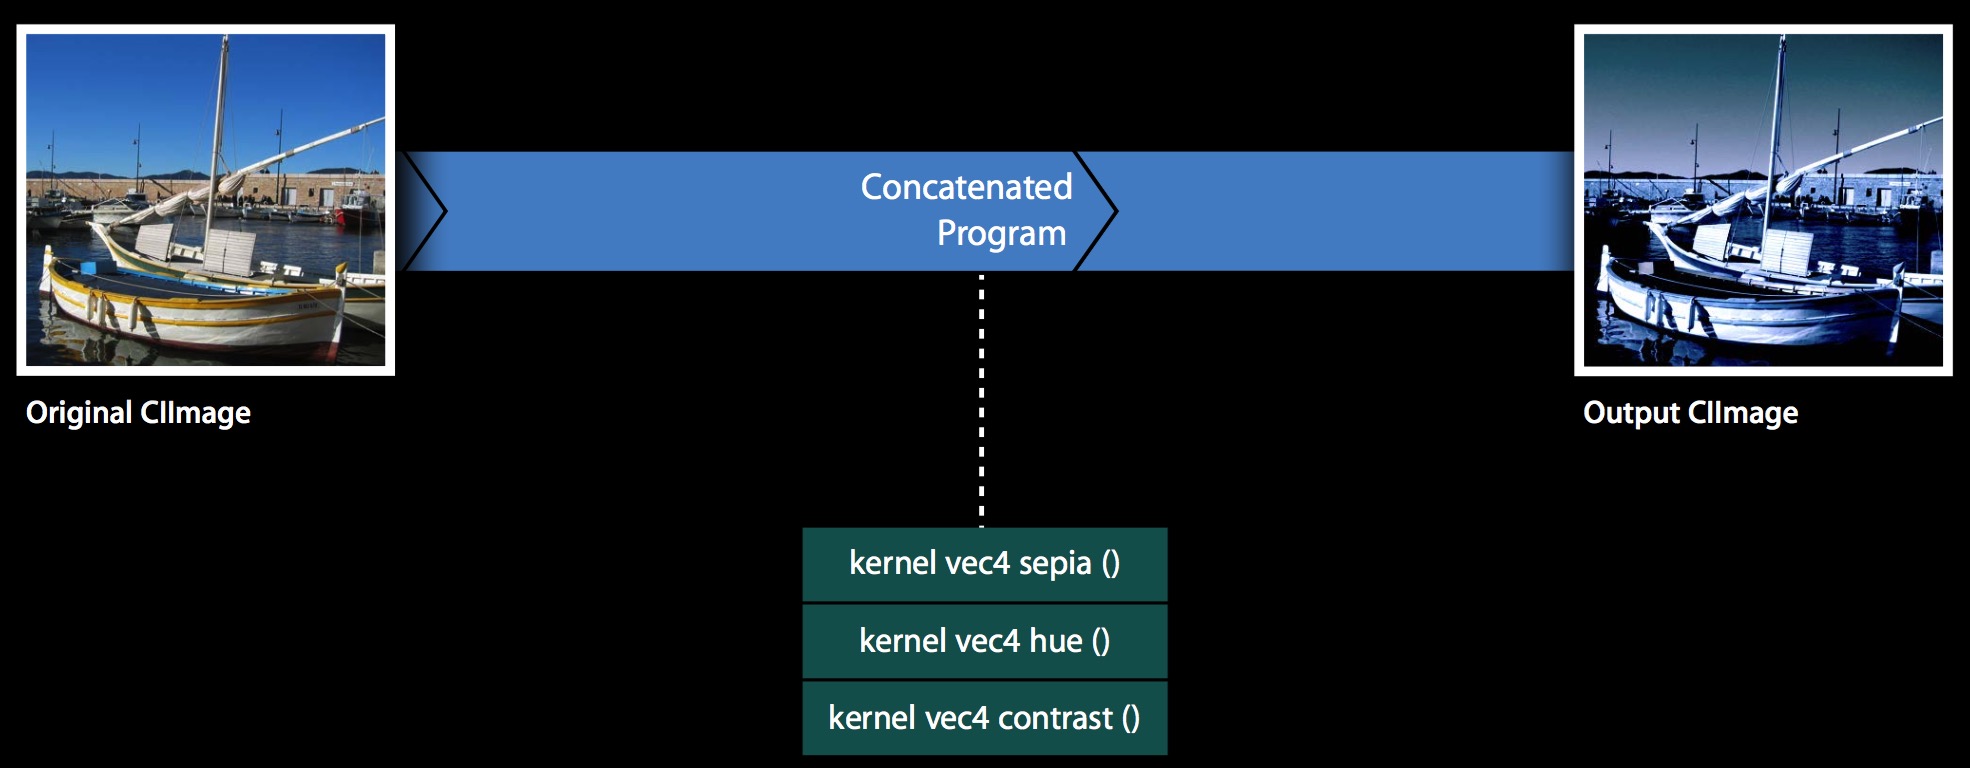 Concatenated
Program
Original CIImage
Output CIImage
kernel vec4 sepia ()
kernel vec4 hue ()
kernel vec4 contrast ()